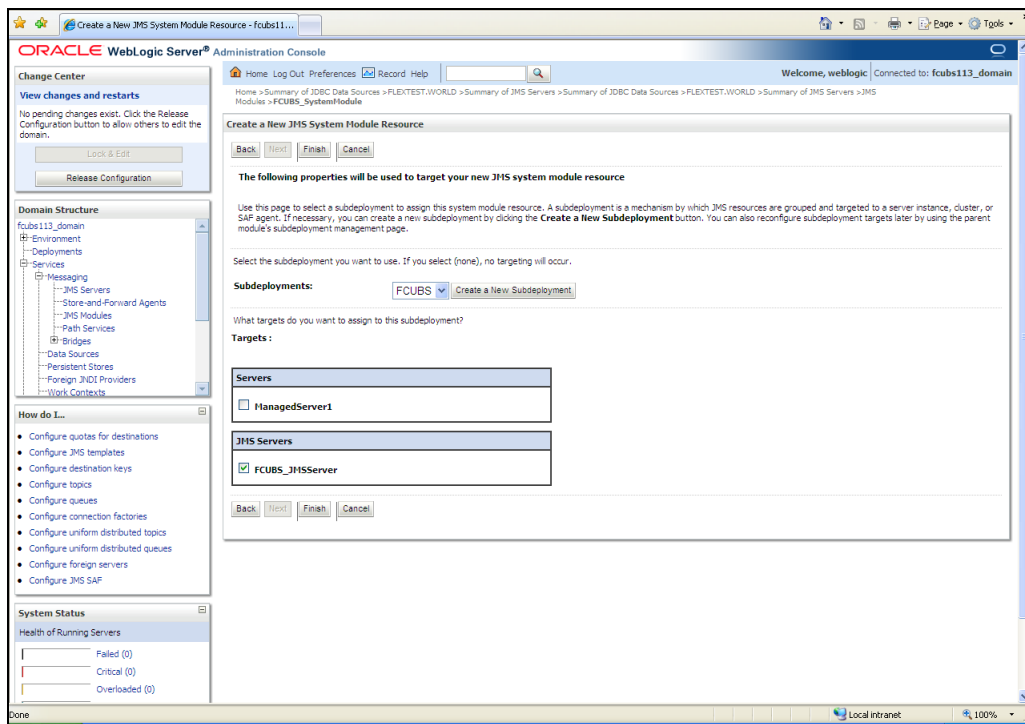 Create a New JMS System Module Resource - fcubs11...
Page
Tools
ORACLE WebLogic Server® Administration Console
Change Center
View changes and restarts
No pending changes exist. Click the Release
Configuration button to allow others to edit the
domain.
Lock & Edit
Release Configuration
Domain Structure
fcubs113_domain
Environment
Deployments
Services
Messaging
JMS Servers
Store-and-Forward Agents
JMS Modules
Path Services
Bridges
Data Sources
Persistent Stores
Foreign JNDI Providers
Work Contexts
How do I...
Configure quotas for destinations
Configure JMS templates
Configure destination keys
Configure topics
Configure queues
Configure connection factories
Configure uniform distributed topics
Configure uniform distributed queues
Configure foreign servers
Configure JMS SAF
System Status
Health of Running Servers
Failed (0)
Critical (0)
Overloaded (0)
Home Log Out Preferences Record Help
Welcome, weblogic Connected to: fcubs113_domain
Home >Summary of JDBC Data Sources >FLEXTEST.WORLD >Summary of JMS Servers >Summary of JDBC Data Sources >FLEXTEST.WORLD >Summary of JMS Servers >JMS
Modules >FCUBS_SystemModule
Create a New JMS System Module Resource
Back Next Finish Cancel
The following properties will be used to target your new JMS system module resource
Use this page to select a subdeployment to assign this system module resource. A subdeployment is a mechanism by which JMS resources are grouped and targeted to a server instance, cluster, or
SAF agent. If necessary, you can create a new subdeployment by clicking the Create a New Subdeployment button. You can also reconfigure subdeployment targets later by using the parent
module's subdeployment management page.
Select the subdeployment you want to use. If you select (none), no targeting will occur.
Subdeployments: FCUBS Create a New Subdeployment
What targets do you want to assign to this subdeployment?
Targets :
Servers
ManagedServer1
JMS Servers
FCUBS_JMSServer
Back Next Finish Cancel
Done
Local intranet
100%